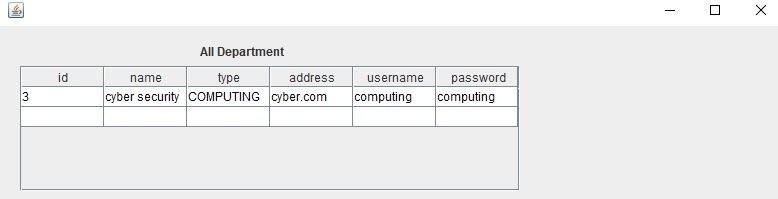 All Department
id name type address username password
3 cyber security COMPUTING cyber.com computing computing